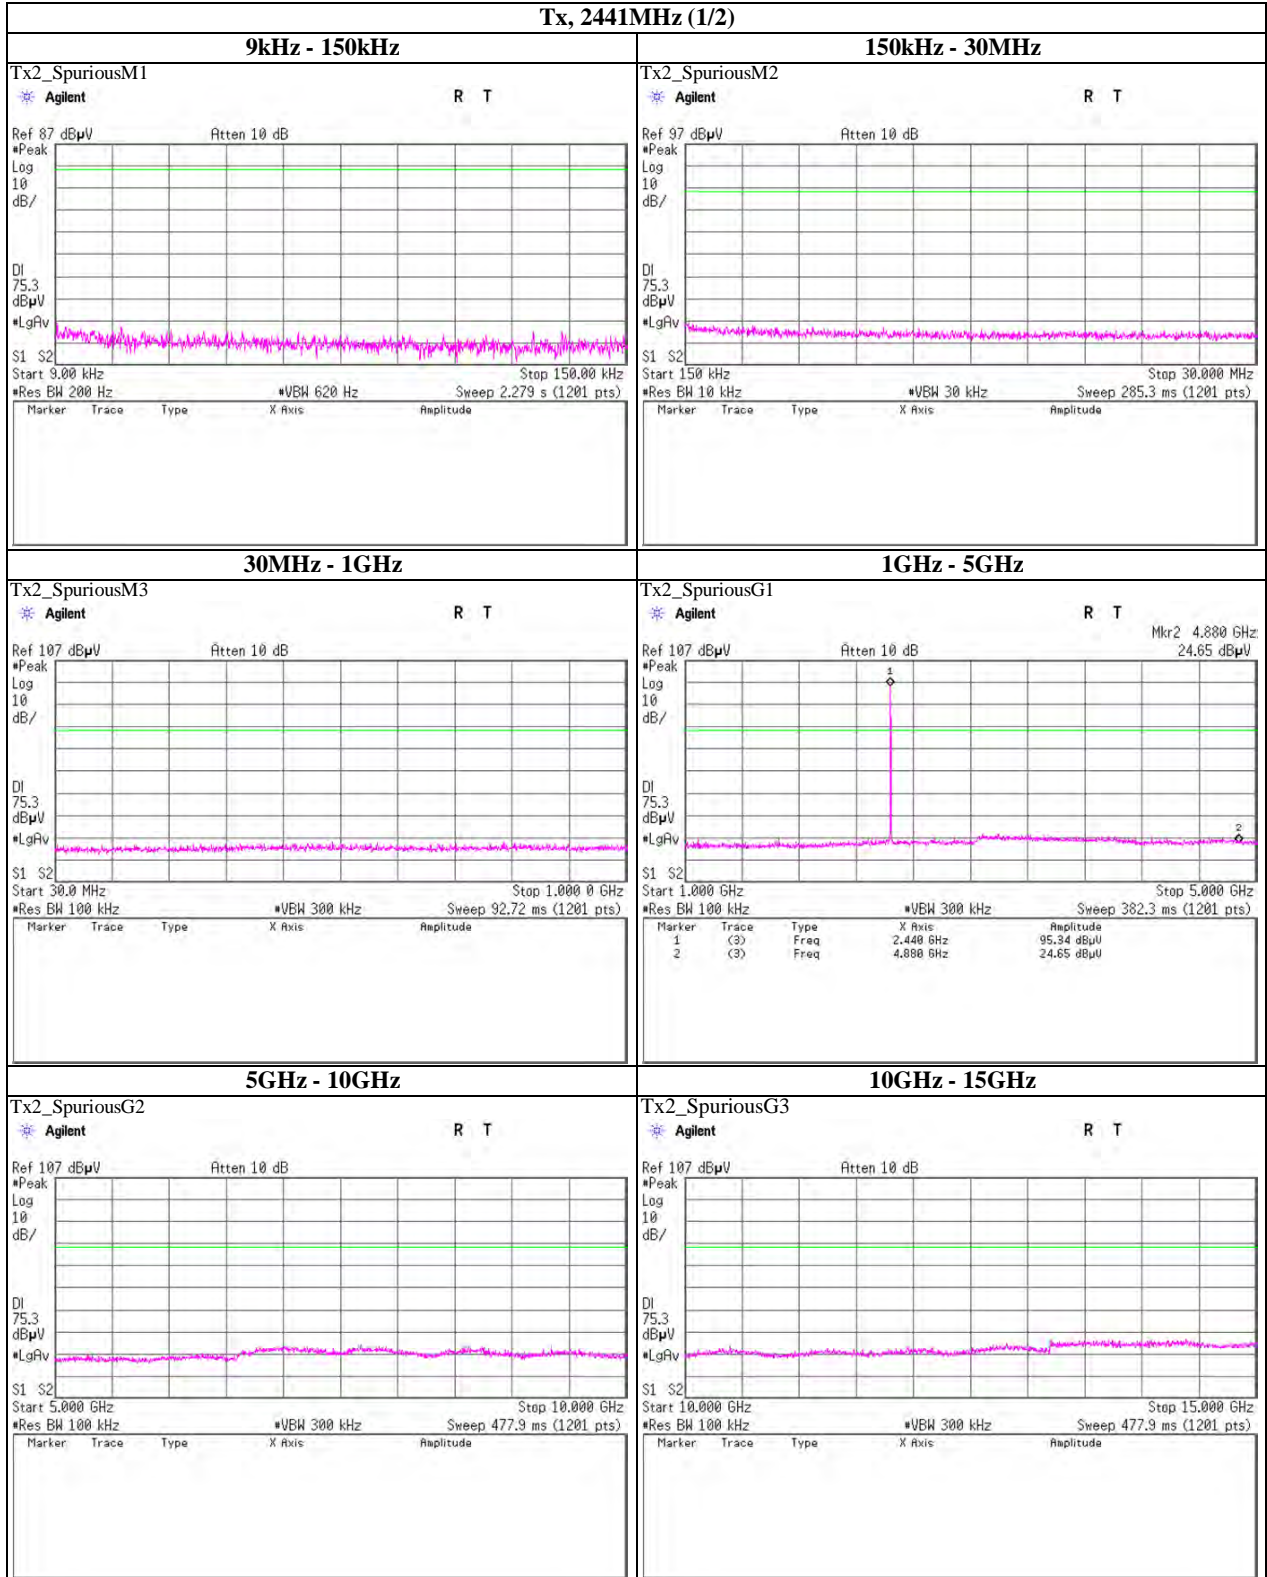 Tx, 2441MHz (1/2)
9kHz - 150kHz
150kHz - 30MHz
Tx2_SpuriousM1
Agilent R T
Ref 87 dBµV Atten 10 dB
#Peak
Log
10
dB/
DI
75.3
dBµV
#LgAv
S1 S2
Start 9.00 kHz Stop 150.00 kHz
#Res BW 200 Hz #VBW 620 Hz Sweep 2.279 s (1201 pts)
Marker Trace Type X Axis Amplitude
Tx2_SpuriousM2
Agilent R T
Ref 97 dBµV Atten 10 dB
#Peak
Log
10
dB/
DI
75.3
dBµV
#LgAv
S1 S2
Start 150 kHz Stop 30.000 MHz
#Res BW 10 kHz #VBW 30 kHz Sweep 285.3 ms (1201 pts)
Marker Trace Type X Axis Amplitude
30MHz - 1GHz
1GHz - 5GHz
Tx2_SpuriousM3
Agilent R T
Ref 107 dBµV Atten 10 dB
#Peak
Log
10
dB/
DI
75.3
dBµV
#LgAv
S1 S2
Start 30.0 MHz Stop 1.000 0 GHz
#Res BW 100 kHz #VBW 300 kHz Sweep 92.72 ms (1201 pts)
Marker Trace Type X Axis Amplitude
Tx2_SpuriousG1
Agilent R T
Mkr2 4.880 GHz
Ref 107 dBµV Atten 10 dB 24.65 dBµV
#Peak
Log
10
dB/
1
DI
75.3
dBµV
#LgAv
2
S1 S2
Start 1.000 GHz Stop 5.000 GHz
#Res BW 100 kHz #VBW 300 kHz Sweep 382.3 ms (1201 pts)
Marker Trace Type X Axis Amplitude
1 (3) Freq 2.440 GHz 95.34 dBµV
2 (3) Freq 4.880 GHz 24.65 dBµV
5GHz - 10GHz
10GHz - 15GHz
Tx2_SpuriousG2
Agilent R T
Ref 107 dBµV Atten 10 dB
#Peak
Log
10
dB/
DI
75.3
dBµV
#LgAv
S1 S2
Start 5.000 GHz Stop 10.000 GHz
#Res BW 100 kHz #VBW 300 kHz Sweep 477.9 ms (1201 pts)
Marker Trace Type X Axis Amplitude
Tx2_SpuriousG3
Agilent R T
Ref 107 dBµV Atten 10 dB
#Peak
Log
10
dB/
DI
75.3
dBµV
#LgAv
S1 S2
Start 10.000 GHz Stop 15.000 GHz
#Res BW 100 kHz #VBW 300 kHz Sweep 477.9 ms (1201 pts)
Marker Trace Type X Axis Amplitude